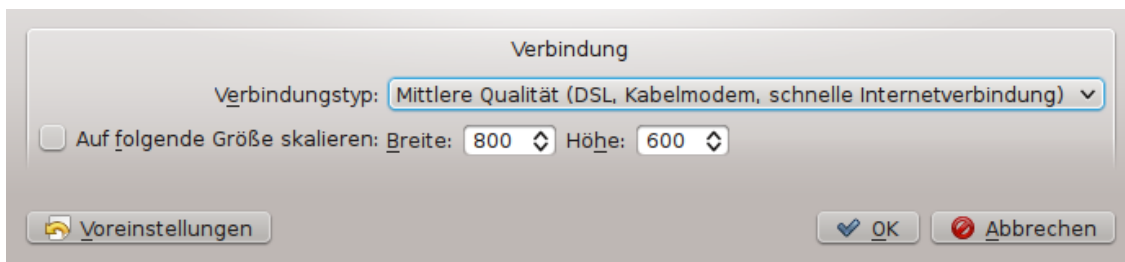 Verbindung
Verbindungstyp: Mittlere Qualität (DSL, Kabelmodem, schnelle Internetverbindung)
Auf folgende Größe skalieren: Breite: 800 Höhe: 600
Voreinstellungen OK Abbrechen